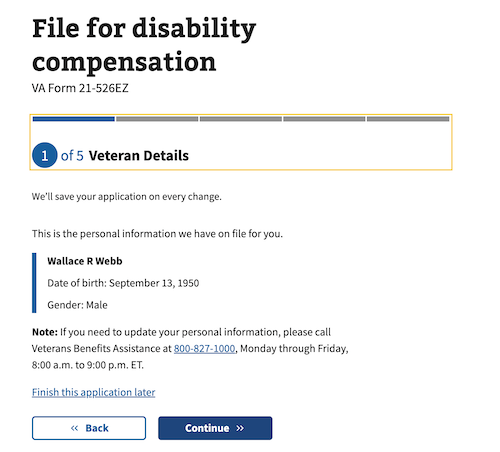 File for disability
compensation
VA Form 21-526EZ
1 of 5 Veteran Details
We'll save your application on every change.
This is the personal information we have on file for you.
Wallace R Webb
Date of birth: September 13, 1950
Gender: Male
Note: If you need to update your personal information, please call
Veterans Benefits Assistance at 800-827-1000, Monday through Friday,
8:00 a.m. to 9:00 p.m. ET.
Finish this application later
« Back
Continue »